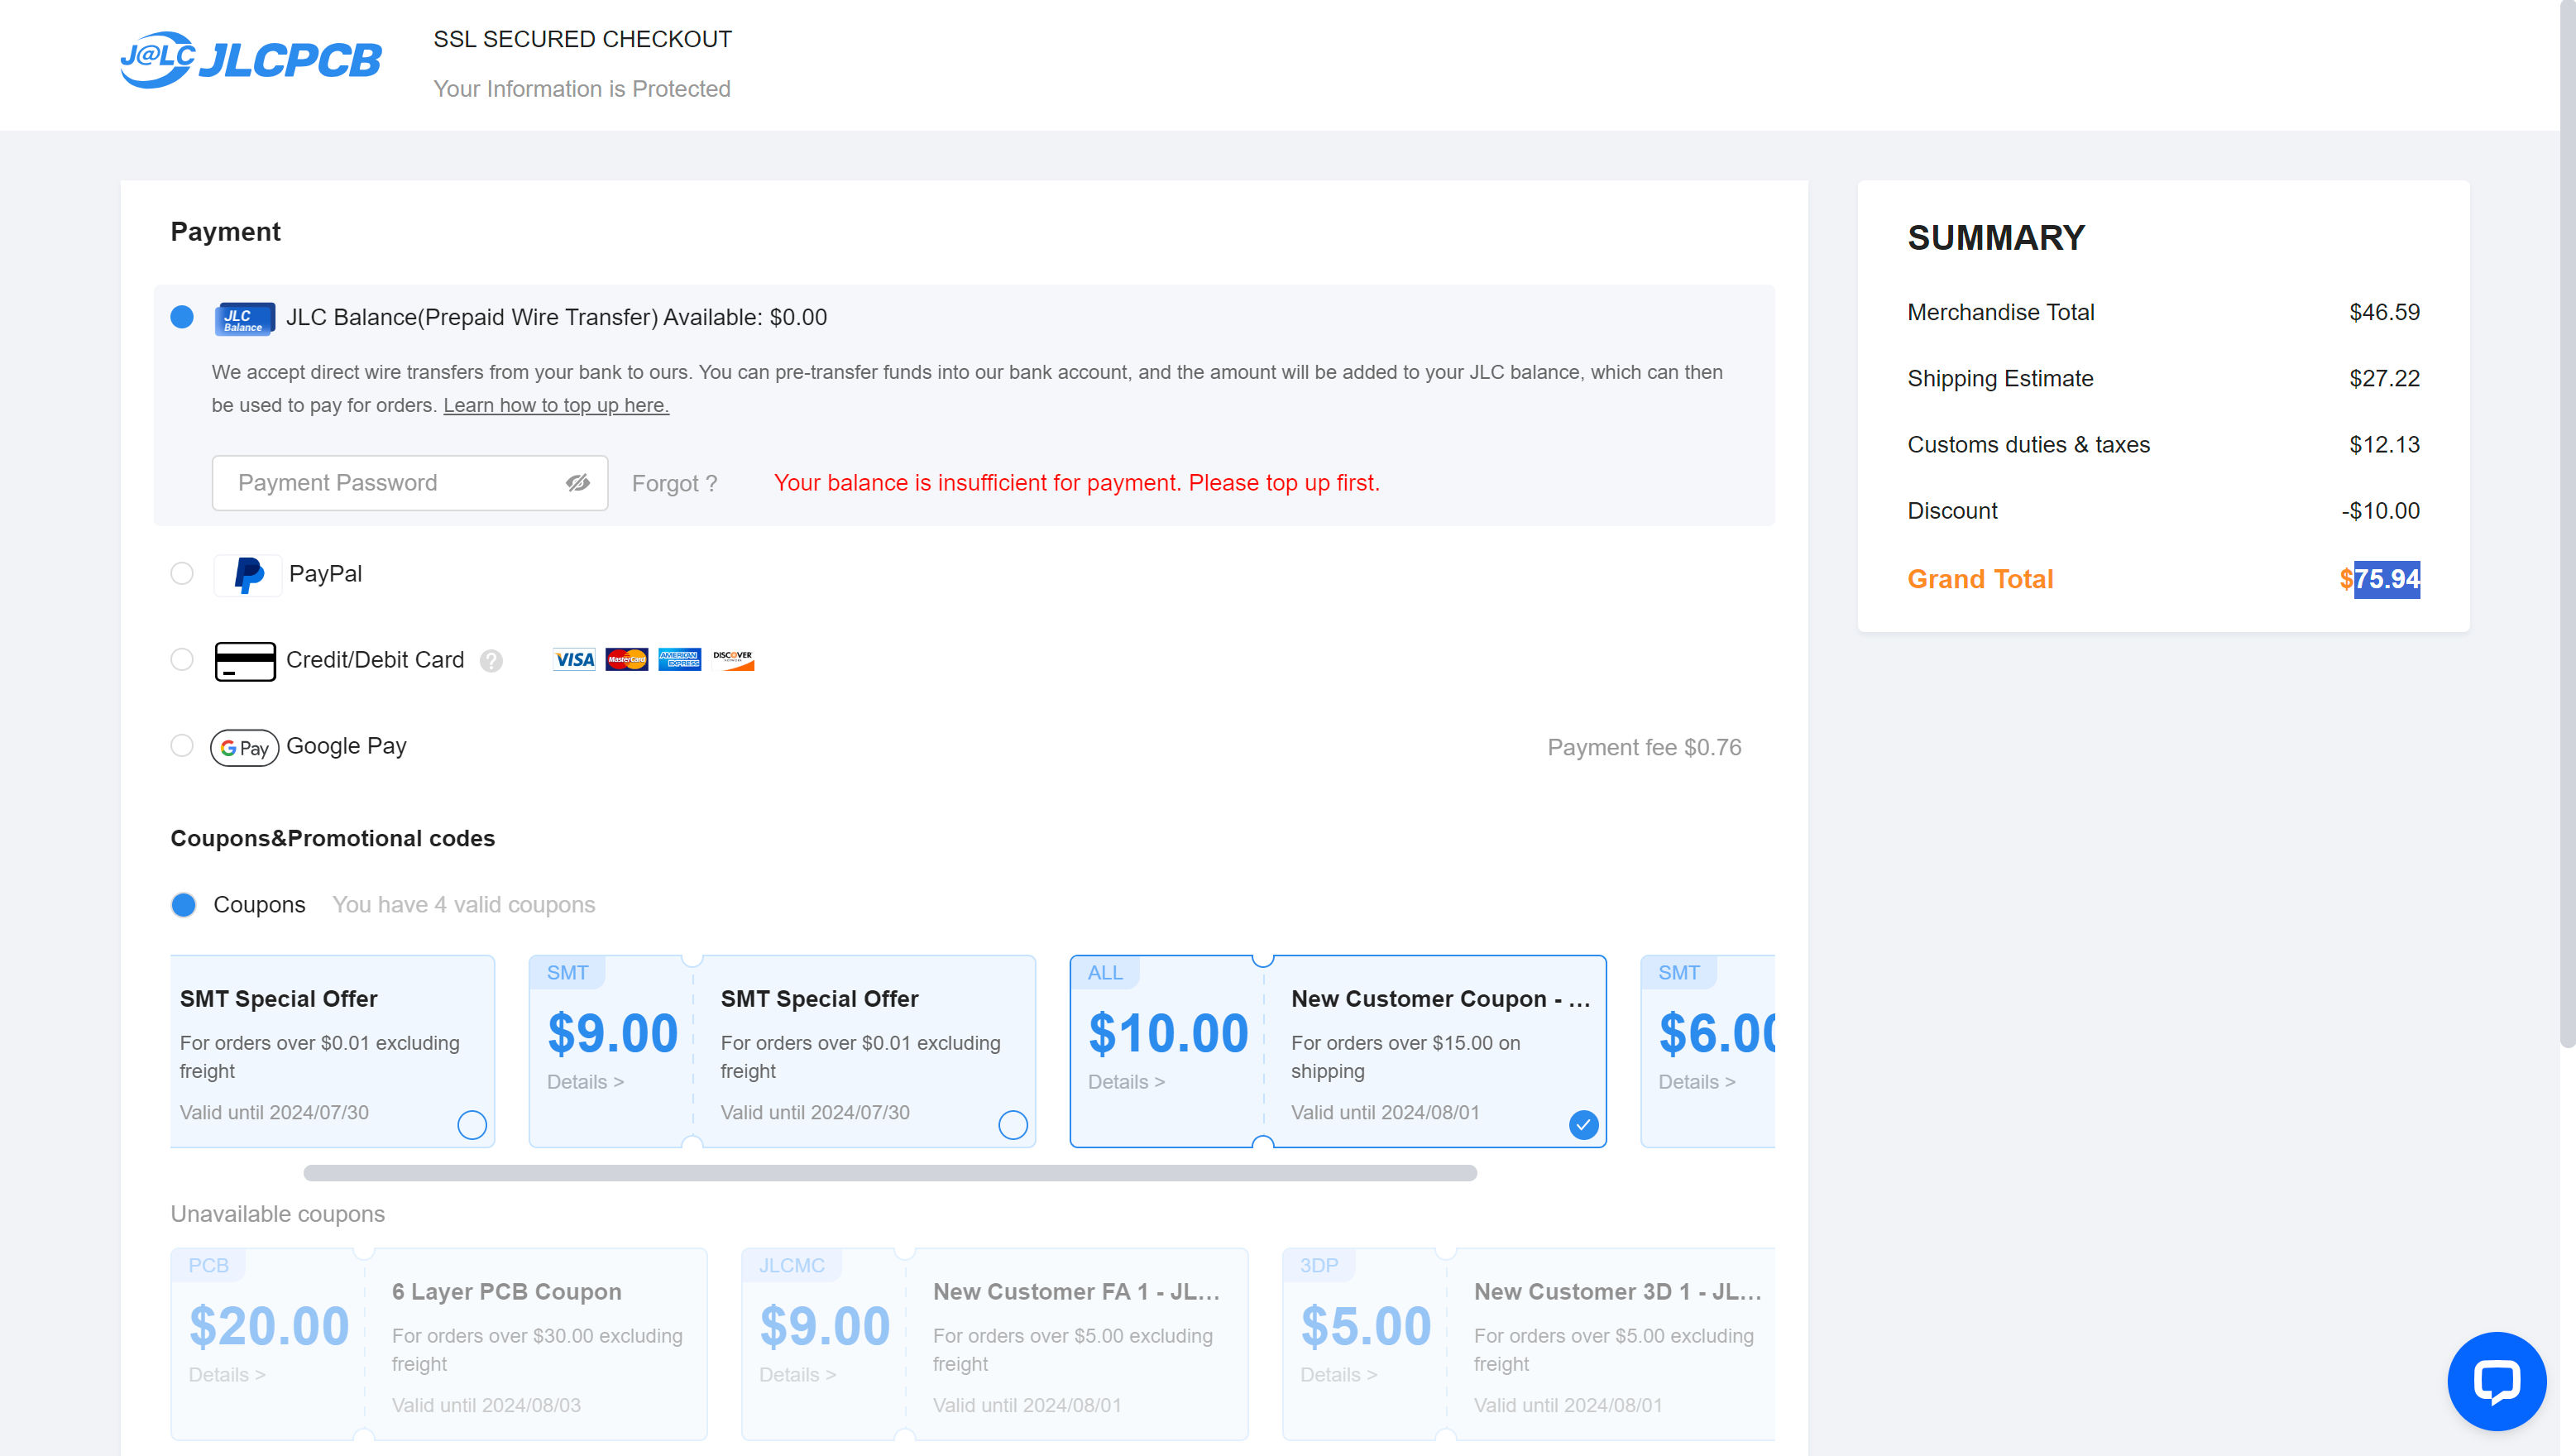 J@LC JLCPCB
SSL SECURED CHECKOUT
Your Information is Protected
Payment
JLC Balance
JLC Balance(Prepaid Wire Transfer) Available: $0.00
We accept direct wire transfers from your bank to ours. You can pre-transfer funds into our bank account, and the amount will be added to your JLC balance, which can then
be used to pay for orders. Learn how to top up here.
Payment Password
Forgot ?
Your balance is insufficient for payment. Please top up first.
PayPal
Credit/Debit Card ?
VISA MasterCard AMERICAN EXPRESS DISCOVER
G Pay Google Pay
Payment fee $0.76
Coupons&Promotional codes
Coupons You have 4 valid coupons
SMT Special Offer
For orders over $0.01 excluding
freight
Valid until 2024/07/30
SMT
$9.00
Details >
SMT Special Offer
For orders over $0.01 excluding
freight
Valid until 2024/07/30
ALL
$10.00
Details >
New Customer Coupon - ...
For orders over $15.00 on
shipping
Valid until 2024/08/01
SMT
$6.00
Details >
Unavailable coupons
PCB
$20.00
Details >
6 Layer PCB Coupon
For orders over $30.00 excluding
freight
Valid until 2024/08/03
JLCMC
$9.00
Details >
New Customer FA 1 - JL...
For orders over $5.00 excluding
freight
Valid until 2024/08/01
3DP
$5.00
Details >
New Customer 3D 1 - JL...
For orders over $5.00 excluding
freight
Valid until 2024/08/01
SUMMARY
Merchandise Total $46.59
Shipping Estimate $27.22
Customs duties & taxes $12.13
Discount -$10.00
Grand Total $75.94